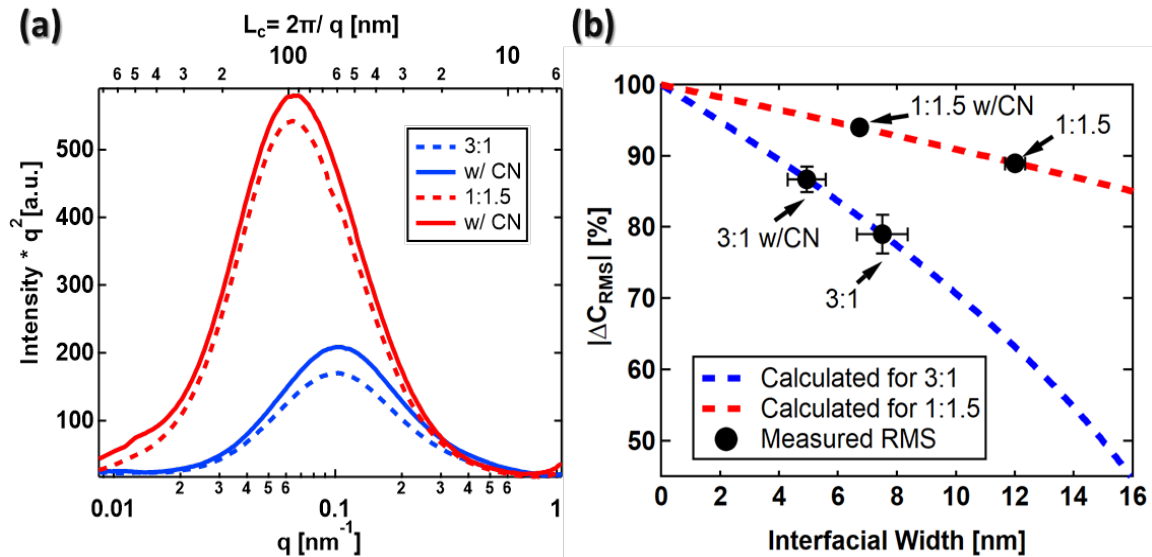 (a)
L_c = 2π/ q [nm]
100 10
6 5 4 3 2 6 5 4 3 2 6
500
400
300
200
100
Intensity * q² [a.u.]
3:1
w/ CN
1:1.5
w/ CN
2 3 4 5 6 2 3 4 5 6
0.01 0.1 1
q [nm⁻¹]
(b)
100
90
80
70
60
50
|ΔC_RMS| [%]
1:1.5 w/CN
1:1.5
3:1 w/CN
3:1
Calculated for 3:1
Calculated for 1:1.5
Measured RMS
0 2 4 6 8 10 12 14 16
Interfacial Width [nm]